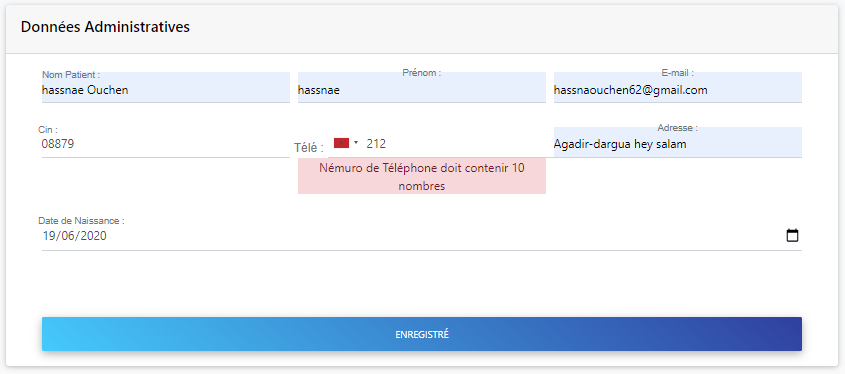 Données Administratives
Nom Patient :
hassnae Ouchen
Prénom :
hassnae
E-mail :
hassnaouchen62@gmail.com
Cin :
08879
Télé :
212
Némuro de Téléphone doit contenir 10
nombres
Adresse :
Agadir-dargua hey salam
Date de Naissance :
19/06/2020
ENREGISTRÉ